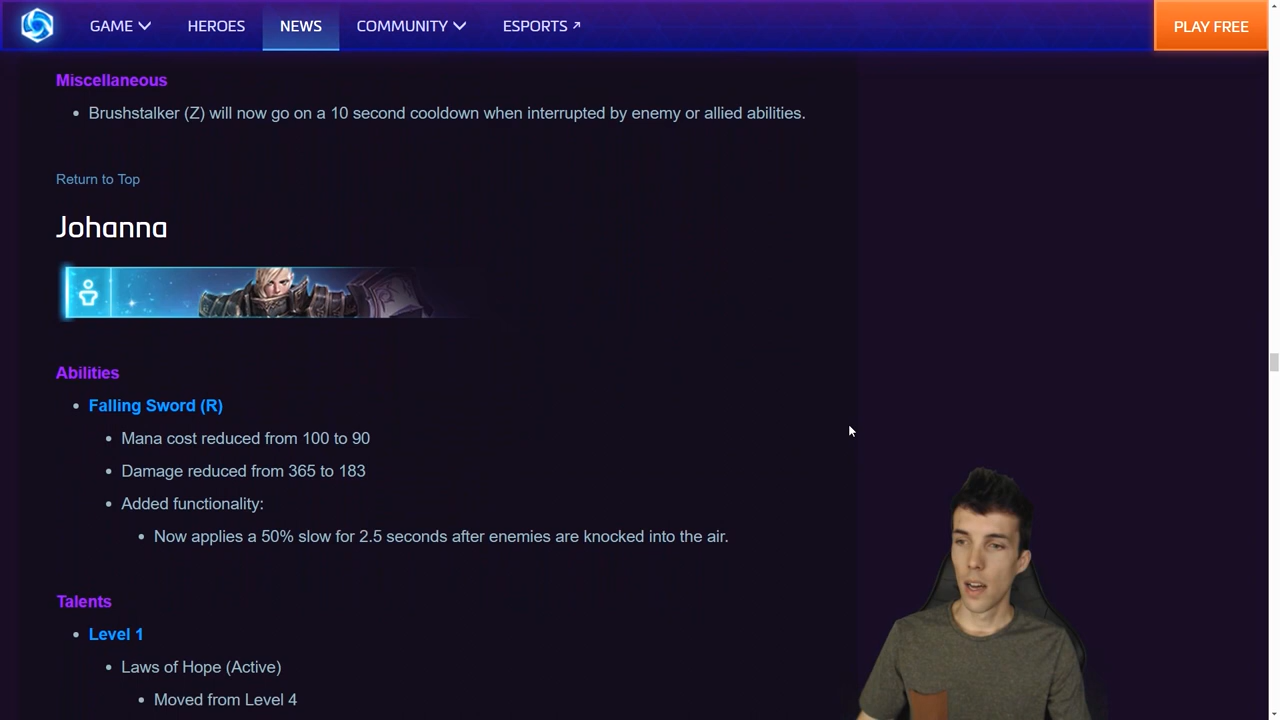 GAME HEROES NEWS COMMUNITY ESPORTS PLAY FREE
Miscellaneous
Brushstalker (Z) will now go on a 10 second cooldown when interrupted by enemy or allied abilities.
Return to Top
Johanna
Abilities
Falling Sword (R)
Mana cost reduced from 100 to 90
Damage reduced from 365 to 183
Added functionality:
Now applies a 50% slow for 2.5 seconds after enemies are knocked into the air.
Talents
Level 1
Laws of Hope (Active)
Moved from Level 4